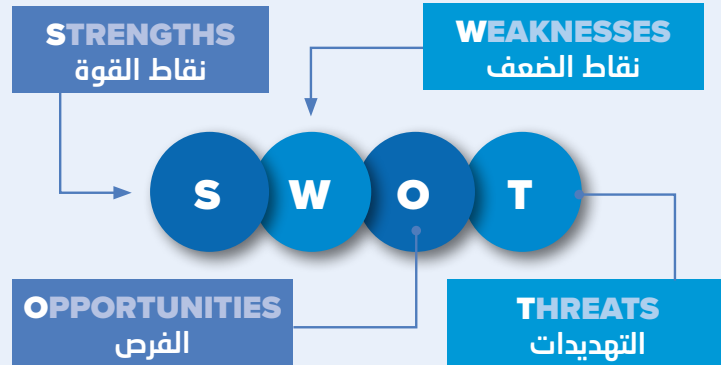 STRENGTHS
نقاط القوة
WEAKNESSES
نقاط الضعف
S W O T
OPPORTUNITIES
الفرص
THREATS
التهديدات